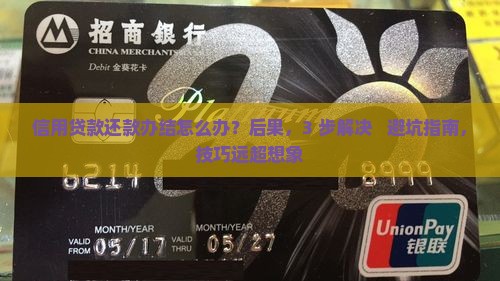 招商银行
CHINA MERCHANTS
Debit 金葵花卡
信用贷款还款办结怎么办？后果，3 步解决 避坑指南，
技巧远超想象
6214 8999
MONTH/YEAR MONTH/YEAR
VALID FROM 05/17 VALID THRU 05/27
UnionPay
银联